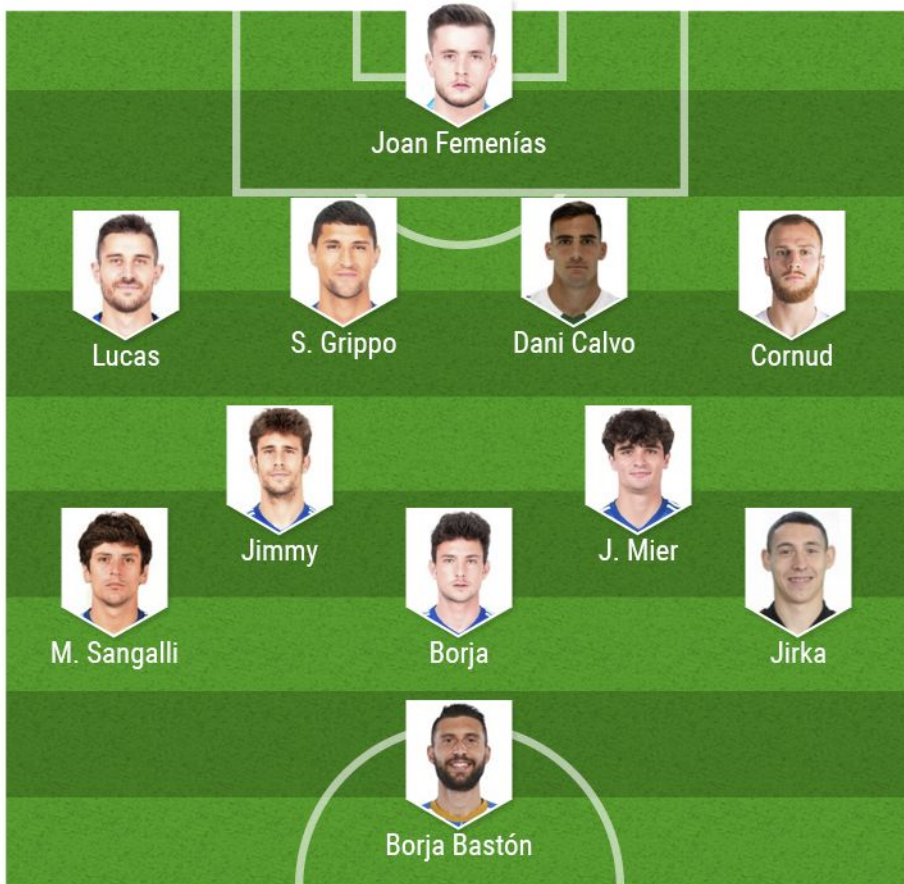 Joan Femenías
Lucas
S. Grippo
Dani Calvo
Cornud
Jimmy
J. Mier
M. Sangalli
Borja
Jirka
Borja Bastón